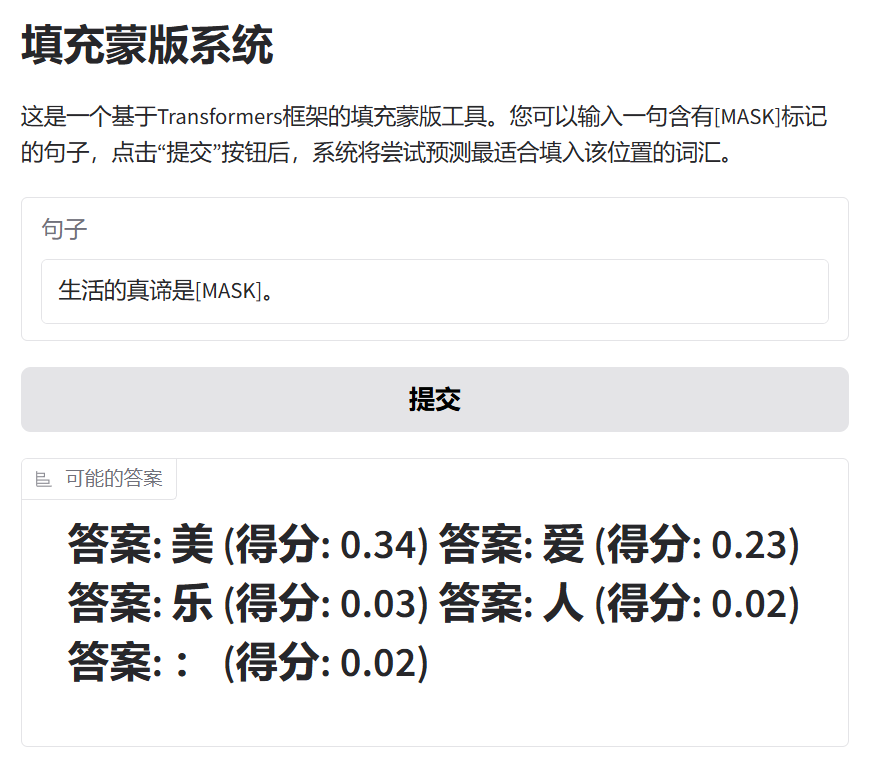 填充蒙版系统
这是一个基于Transformers框架的填充蒙版工具。您可以输入一句含有[MASK]标记
的句子，点击“提交”按钮后，系统将尝试预测最适合填入该位置的词汇。
句子
生活的真谛是[MASK]。
提交
可能的答案
答案: 美 (得分: 0.34) 答案: 爱 (得分: 0.23)
答案: 乐 (得分: 0.03) 答案: 人 (得分: 0.02)
答案: ： (得分: 0.02)